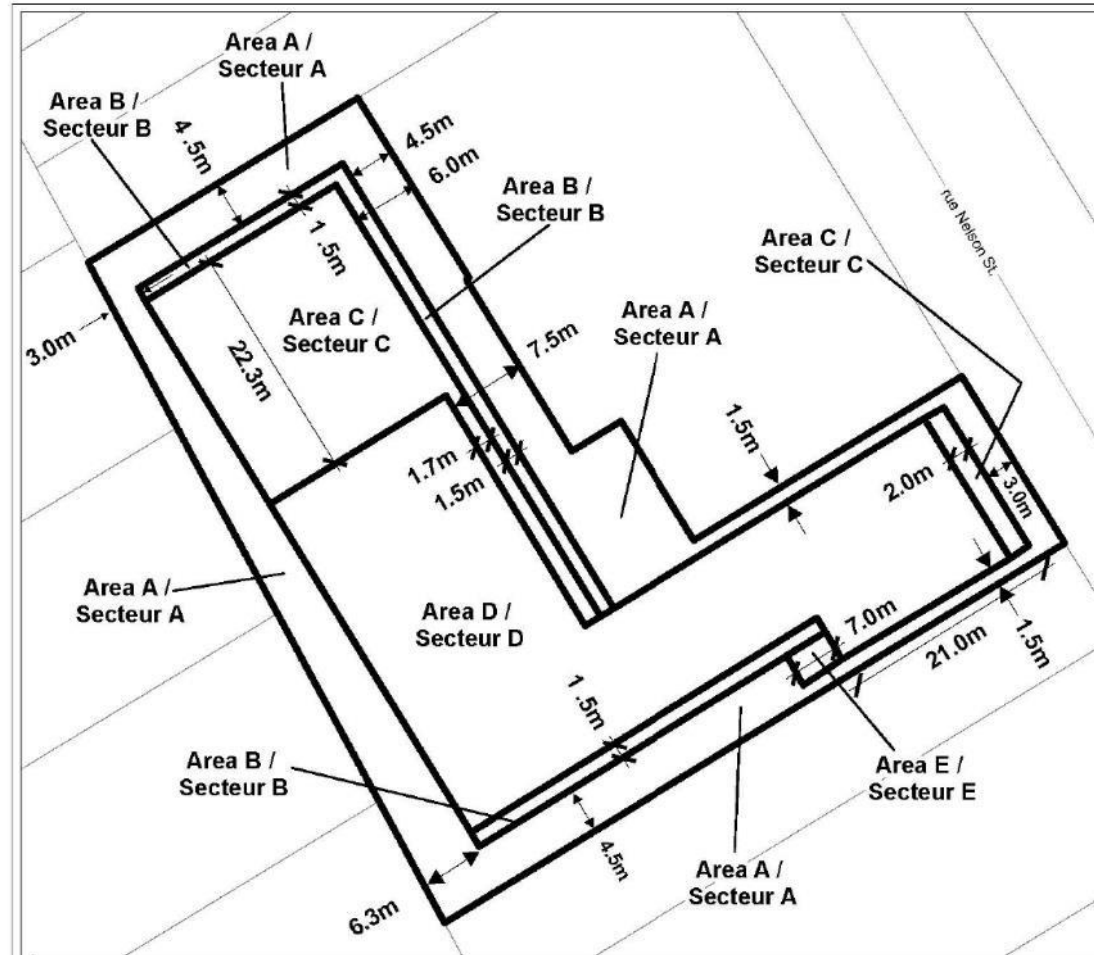 Area A /
Secteur A
Area B /
Secteur B
4.5m
4.5m
6.0m
Area B /
Secteur B
rue Nelson St.
Area C /
Secteur C
1.5m
Area C /
Secteur C
Area A /
Secteur A
3.0m
22.3m
7.5m
1.5m
1.7m
1.5m
2.0m
3.0m
Area A /
Secteur A
Area D /
Secteur D
7.0m
21.0m
1.5m
1.5m
Area B /
Secteur B
Area E /
Secteur E
4.5m
Area A /
Secteur A
6.3m